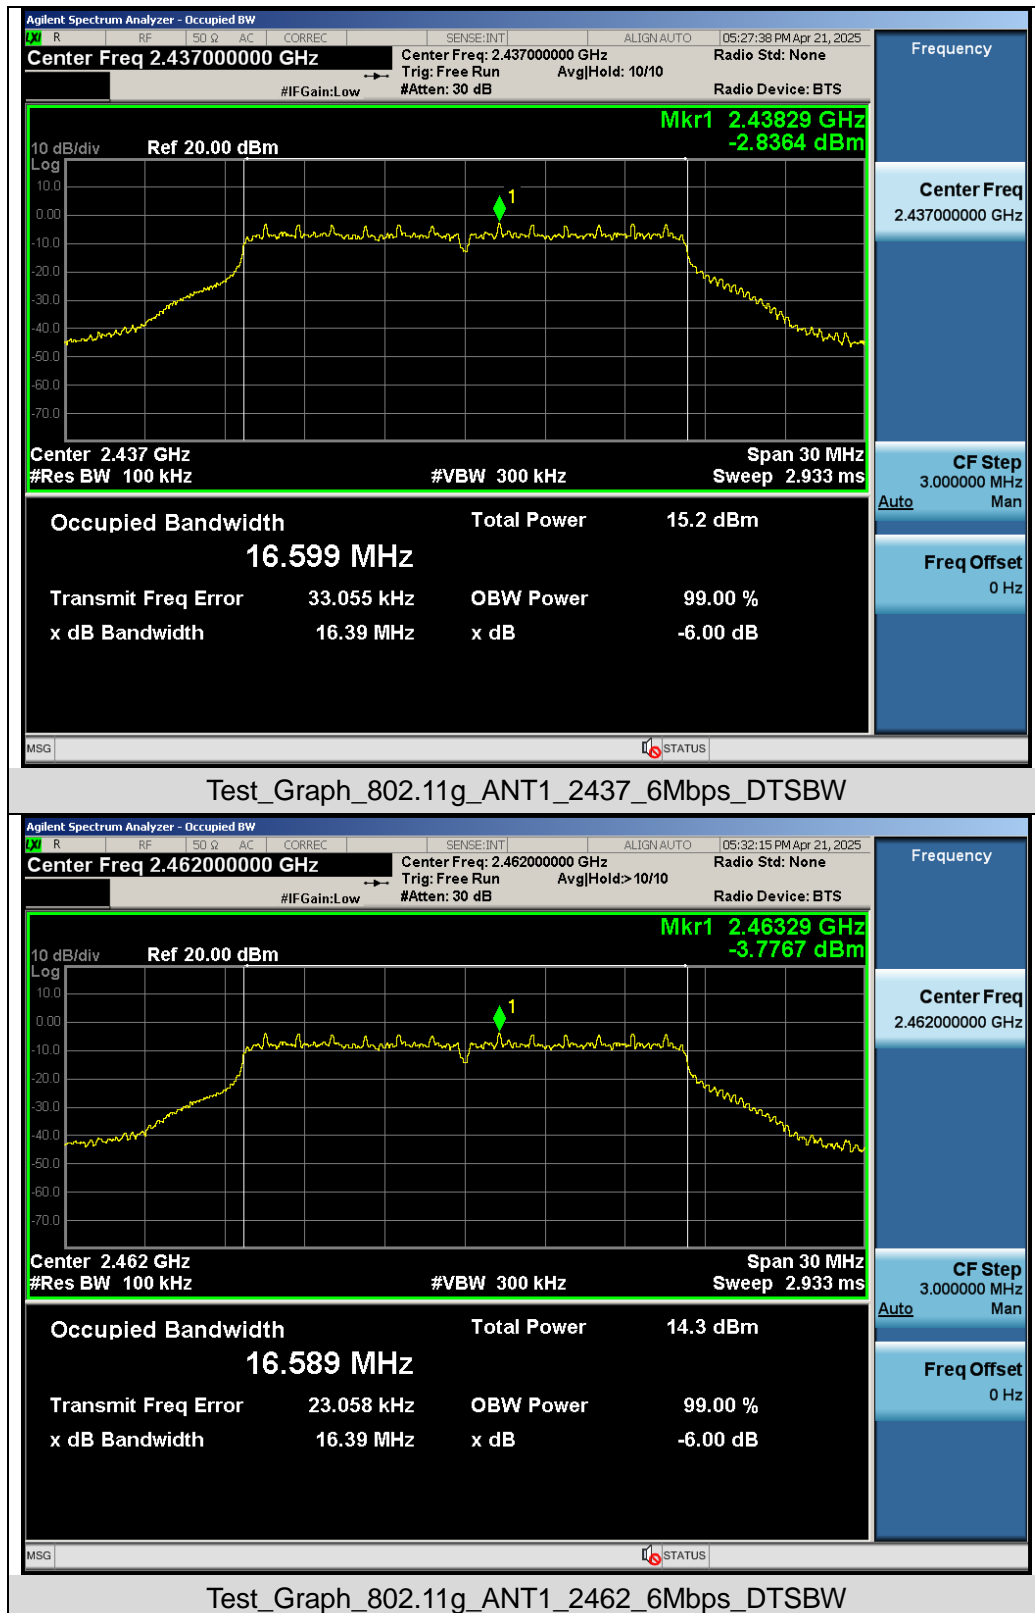 Agilent Spectrum Analyzer - Occupied BW
LXI R RF 50 Ω AC CORREC SENSE:INT ALIGN AUTO 05:27:38 PM Apr 21, 2025
Center Freq 2.437000000 GHz
Center Freq: 2.437000000 GHz
Radio Std: None
Trig: Free Run Avg|Hold: 10/10
#IFGain:Low
#Atten: 30 dB
Radio Device: BTS
Frequency
Mkr1 2.43829 GHz
-2.8364 dBm
10 dB/div Ref 20.00 dBm
Log
10.0
0.00
-10.0
-20.0
-30.0
-40.0
-50.0
-60.0
-70.0
1
Center 2.437 GHz Span 30 MHz
#Res BW 100 kHz #VBW 300 kHz Sweep 2.933 ms
Center Freq
2.437000000 GHz
CF Step
3.000000 MHz
Auto Man
Freq Offset
0 Hz
Occupied Bandwidth Total Power 15.2 dBm
16.599 MHz
Transmit Freq Error 33.055 kHz OBW Power 99.00 %
x dB Bandwidth 16.39 MHz x dB -6.00 dB
MSG STATUS
Test_Graph_802.11g_ANT1_2437_6Mbps_DTSBW
Agilent Spectrum Analyzer - Occupied BW
LXI R RF 50 Ω AC CORREC SENSE:INT ALIGN AUTO 05:32:15 PM Apr 21, 2025
Center Freq 2.462000000 GHz
Center Freq: 2.462000000 GHz
Radio Std: None
Trig: Free Run Avg|Hold:>10/10
#IFGain:Low
#Atten: 30 dB
Radio Device: BTS
Frequency
Mkr1 2.46329 GHz
-3.7767 dBm
10 dB/div Ref 20.00 dBm
Log
10.0
0.00
-10.0
-20.0
-30.0
-40.0
-50.0
-60.0
-70.0
1
Center 2.462 GHz Span 30 MHz
#Res BW 100 kHz #VBW 300 kHz Sweep 2.933 ms
Center Freq
2.462000000 GHz
CF Step
3.000000 MHz
Auto Man
Freq Offset
0 Hz
Occupied Bandwidth Total Power 14.3 dBm
16.589 MHz
Transmit Freq Error 23.058 kHz OBW Power 99.00 %
x dB Bandwidth 16.39 MHz x dB -6.00 dB
MSG STATUS
Test_Graph_802.11g_ANT1_2462_6Mbps_DTSBW